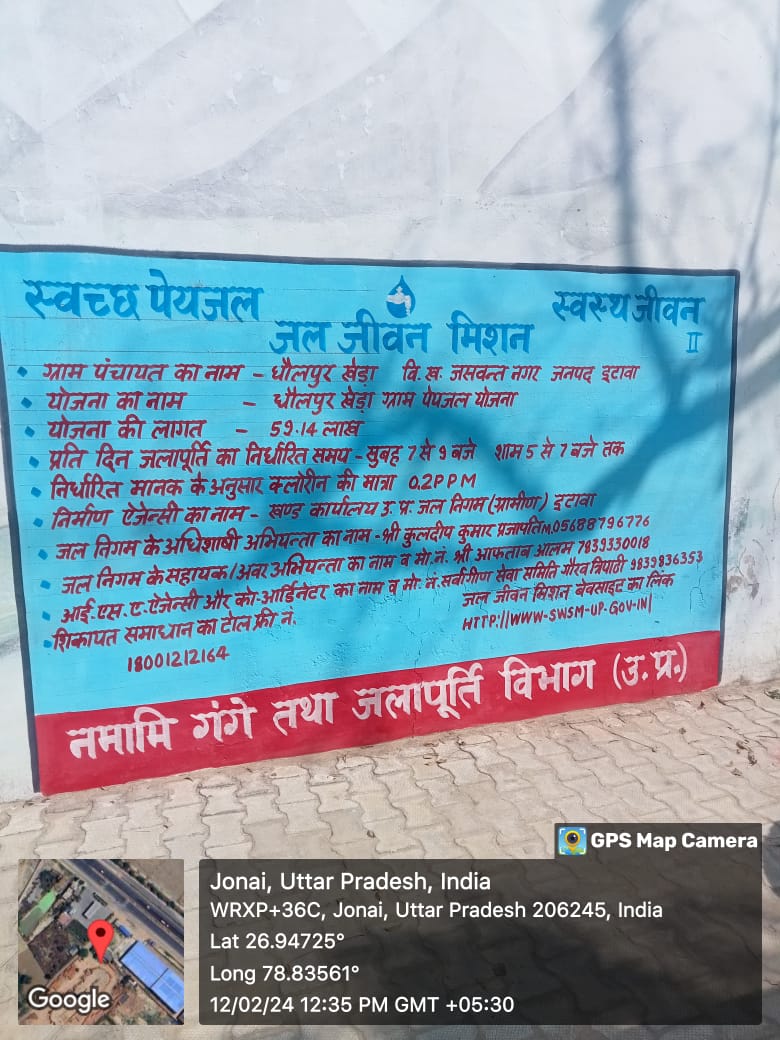 स्वच्छ पेयजल
स्वस्थ जीवन
जल जीवन मिशन
II
• ग्राम पंचायत का नाम – धौलपुर खेड़ा वि.ख. जसवन्त नगर जनपद इटावा
• योजना का नाम – धौलपुर खेड़ा ग्राम पेयजल योजना
• योजना की लागत – 59.14 लाख
• प्रति दिन जलापूर्ति का निर्धारित समय – सुबह 7 से 9 बजे शाम 5 से 7 बजे तक
• निर्धारित मानक के अनुसार क्लोरीन की मात्रा 0.2PPM
• निर्माण ऐजेन्सी का नाम – खण्ड कार्यालय उ.प्र. जल निगम (ग्रामीण) इटावा
• जल निगम के अधिशाषी अभियन्ता का नाम – श्री कुलदीप कुमार प्रजापति M.05688796776
• जल निगम के सहायक/अवर अभियन्ता का नाम व मो.नं. श्री आफताब आलम 7839330018
• आई.एस.ए. ऐजेन्सी और को-आर्डिनेटर का नाम व मो.नं. सर्वांगीण सेवा समिति गौरव त्रिपाठी 9839836353
• शिकायत समाधान का टोल फ्री नं.
18001212164
जल जीवन मिशन बेवसाइट का लिंक
HTTP://WWW-SWSM-UP.GOV-IN/
नमामि गंगे तथा जलापूर्ति विभाग (उ.प्र.)
GPS Map Camera
Google
Jonai, Uttar Pradesh, India
WRXP+36C, Jonai, Uttar Pradesh 206245, India
Lat 26.94725°
Long 78.83561°
12/02/24 12:35 PM GMT +05:30